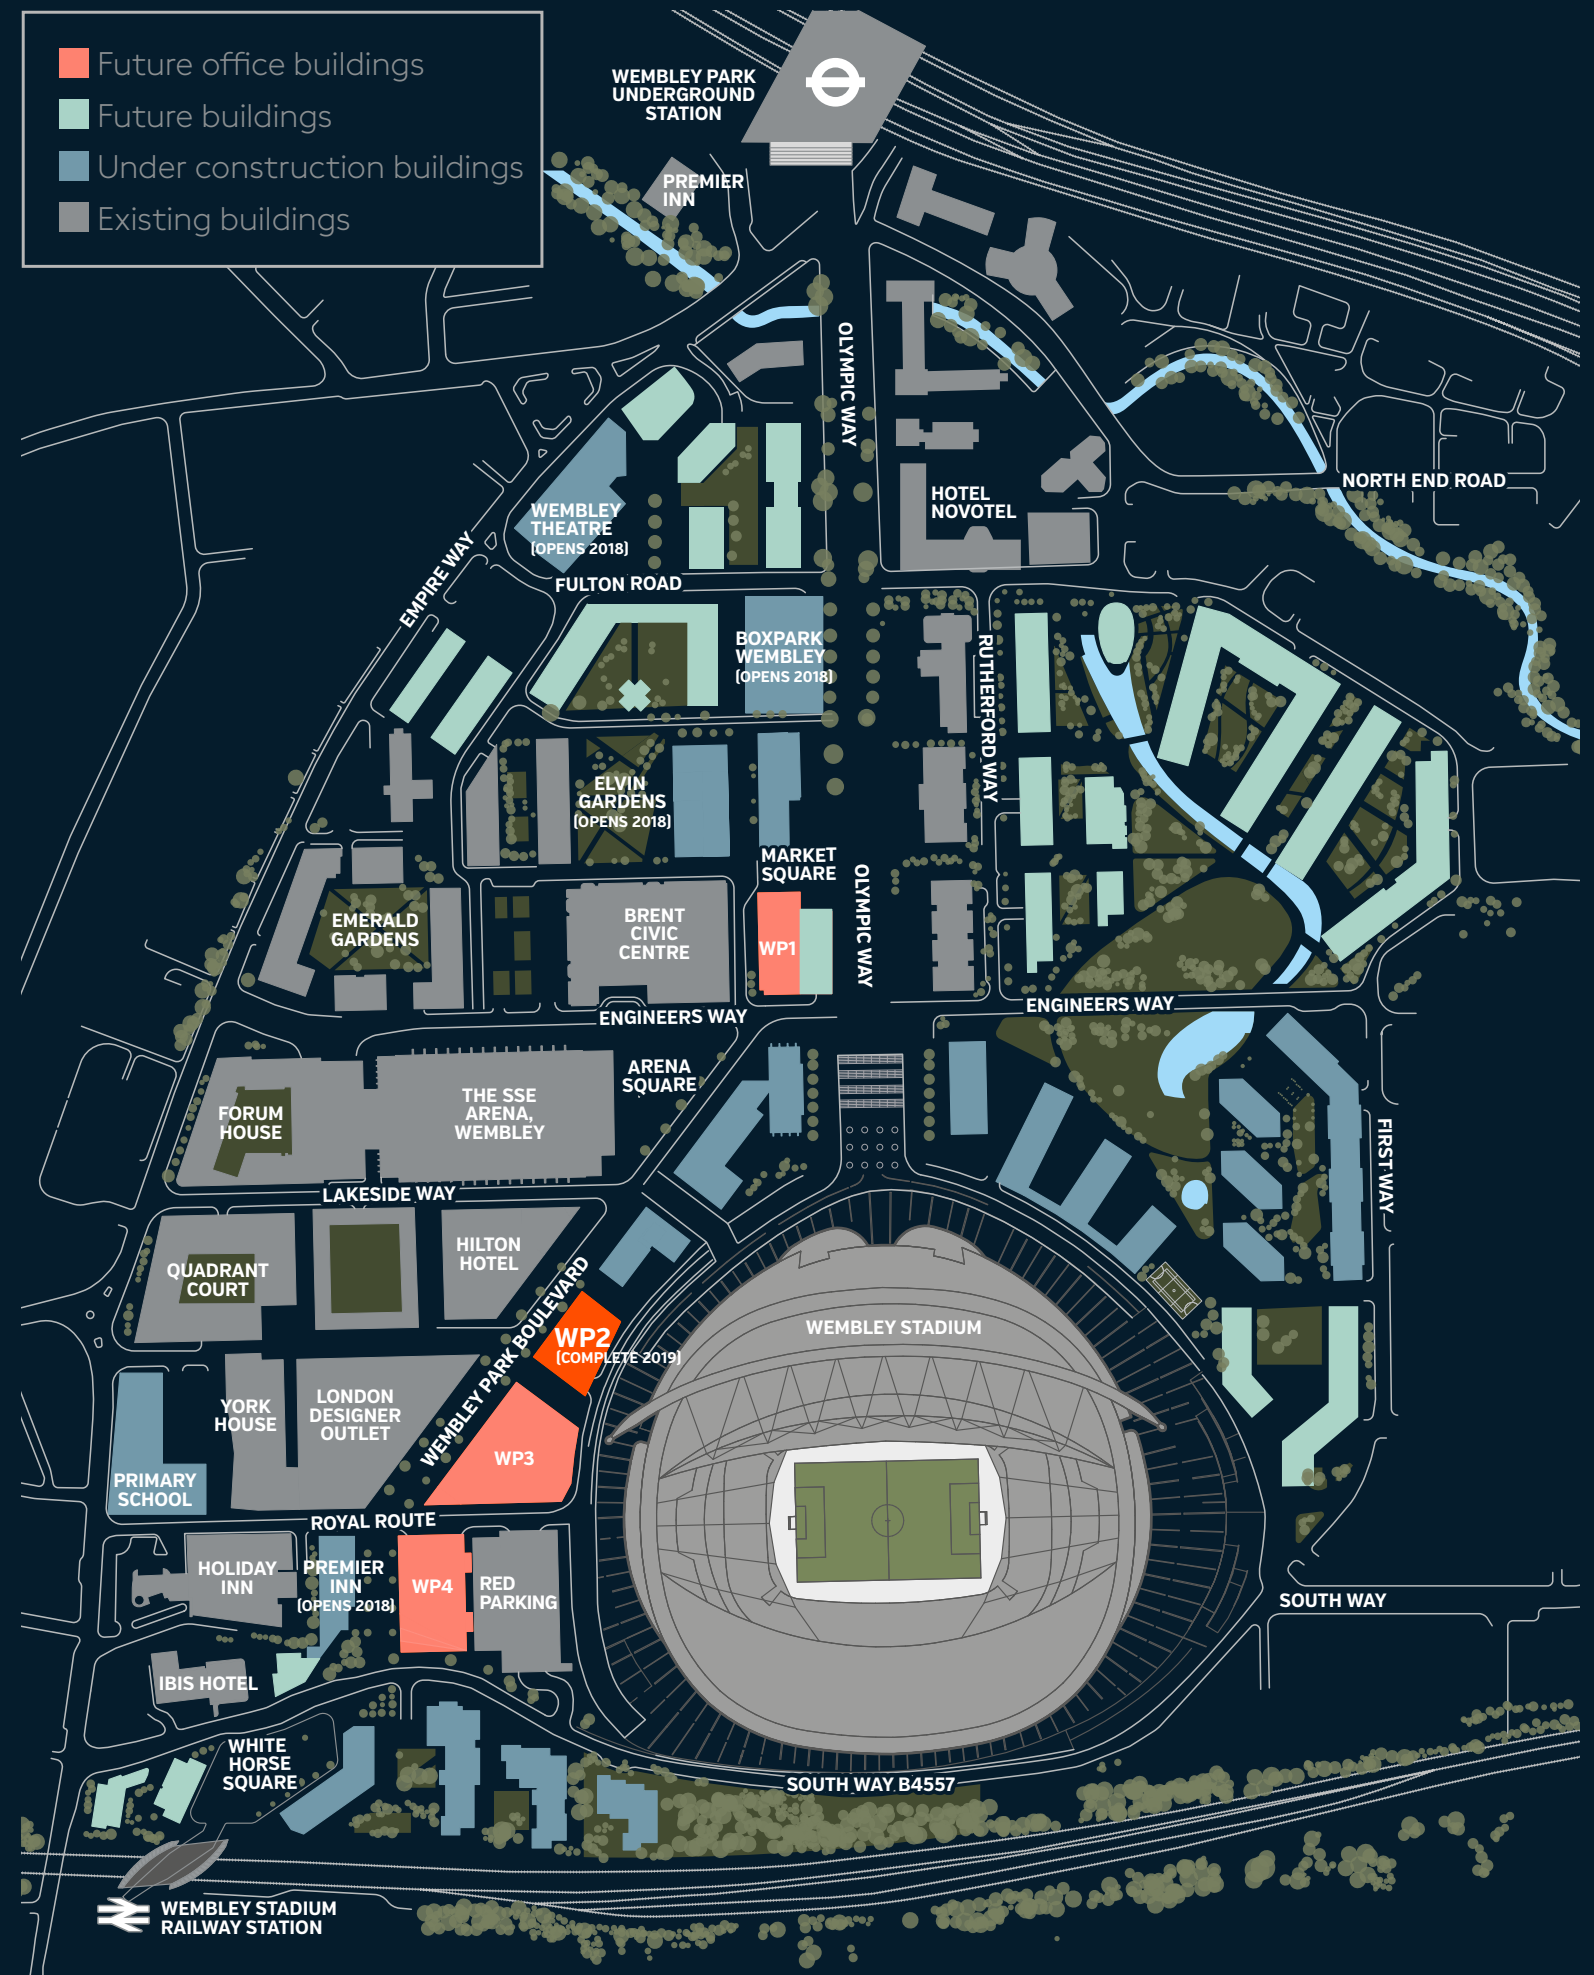 Future office buildings
Future buildings
Under construction buildings
Existing buildings
WEMBLEY PARK
UNDERGROUND
STATION
PREMIER
INN
OLYMPIC WAY
NORTH END ROAD
HOTEL
NOVOTEL
WEMBLEY
THEATRE
(OPENS 2018)
EMPIRE WAY
FULTON ROAD
BOXPARK
WEMBLEY
(OPENS 2018)
RUTHERFORD WAY
ELVIN
GARDENS
(OPENS 2018)
MARKET
SQUARE
OLYMPIC WAY
EMERALD
GARDENS
BRENT
CIVIC
CENTRE
WP1
ENGINEERS WAY
ENGINEERS WAY
ARENA
SQUARE
THE SSE
ARENA,
WEMBLEY
FORUM
HOUSE
FIRST WAY
LAKESIDE WAY
HILTON
HOTEL
QUADRANT
COURT
WEMBLEY PARK BOULEVARD
WP2
(COMPLETE 2019)
WEMBLEY STADIUM
YORK
HOUSE
LONDON
DESIGNER
OUTLET
WP3
PRIMARY
SCHOOL
ROYAL ROUTE
HOLIDAY
INN
PREMIER
INN
(OPENS 2018)
WP4
RED
PARKING
SOUTH WAY
IBIS HOTEL
WHITE
HORSE
SQUARE
SOUTH WAY B4557
WEMBLEY STADIUM
RAILWAY STATION